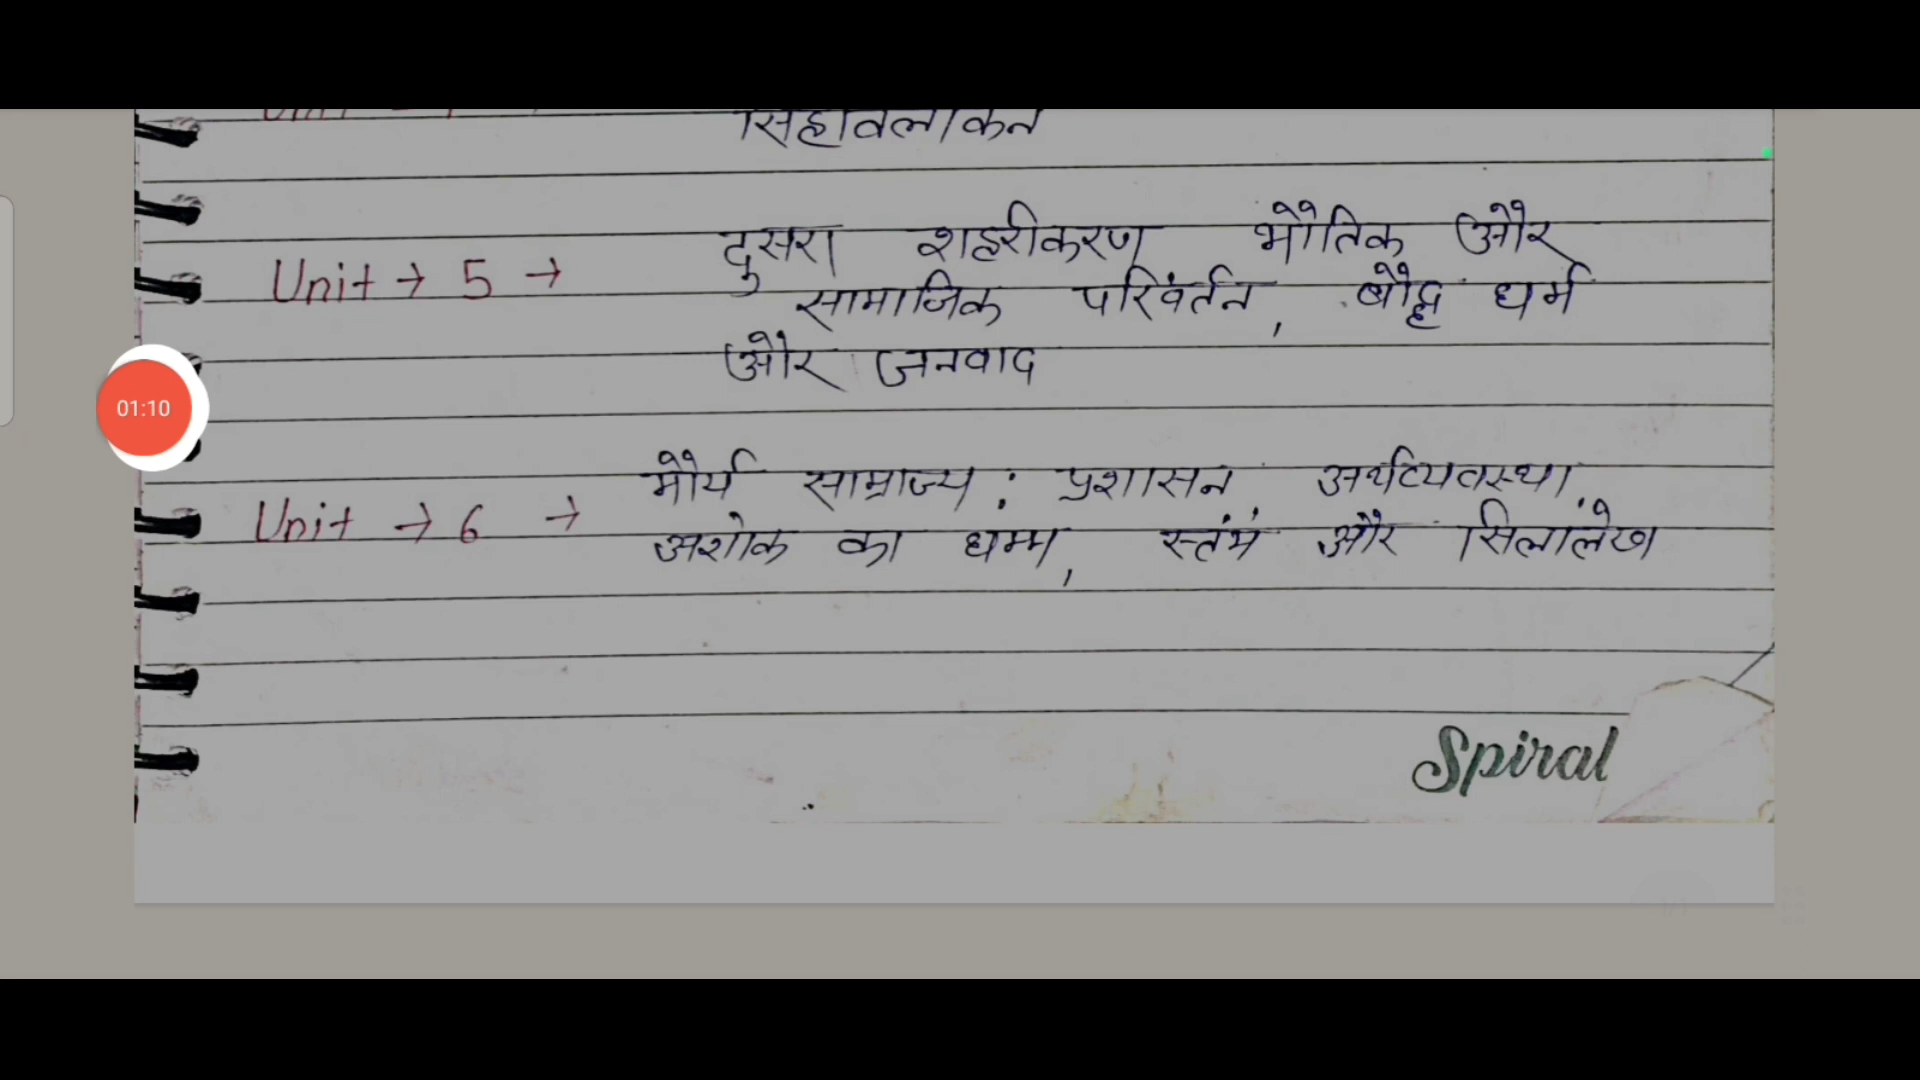 सिंहावलोकन
Unit → 5 → दुसरा शहरीकरण भौतिक और
सामाजिक परिवर्तन, बौद्ध धर्म
और जनवाद
01:10
Unit → 6 → मौर्य साम्राज्य : प्रशासन, अर्थव्यवस्था,
अशोक का धम्म, स्तंभ और सिलालेख
Spiral